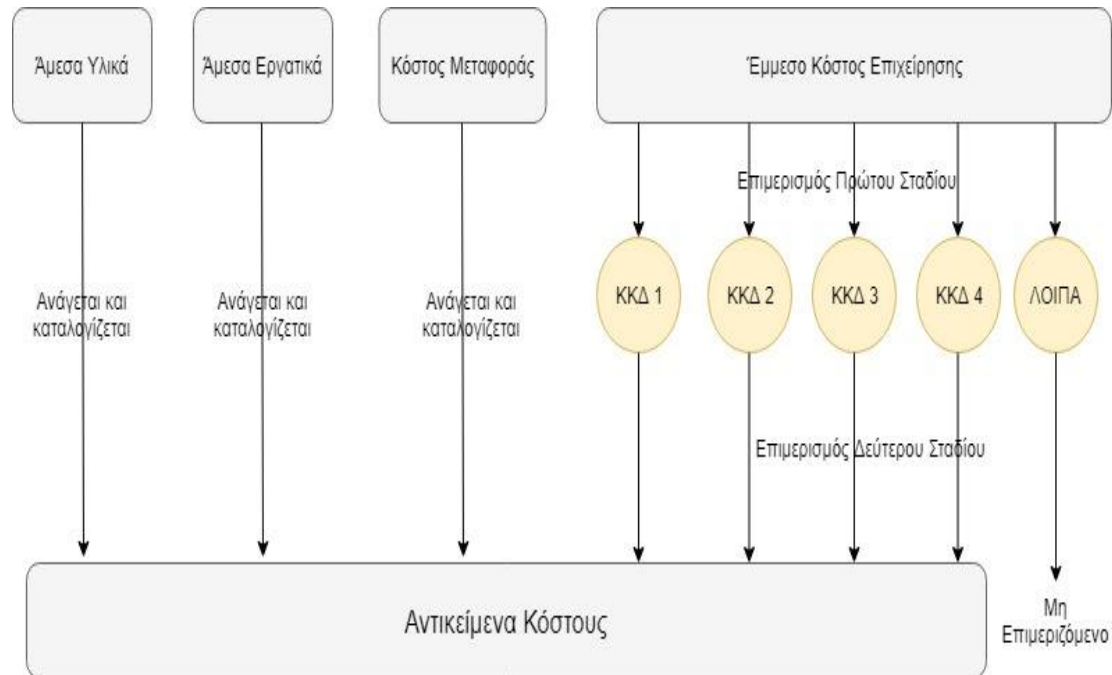 Άμεσα Υλικά
Άμεσα Εργατικά
Κόστος Μεταφοράς
Έμμεσο Κόστος Επιχείρησης
Επιμερισμός Πρώτου Σταδίου
Ανάγεται και
καταλογίζεται
Ανάγεται και
καταλογίζεται
Ανάγεται και
καταλογίζεται
ΚΚΔ 1
ΚΚΔ 2
ΚΚΔ 3
ΚΚΔ 4
ΛΟΙΠΑ
Επιμερισμός Δεύτερου Σταδίου
Αντικείμενα Κόστους
Μη
Επιμεριζόμενο